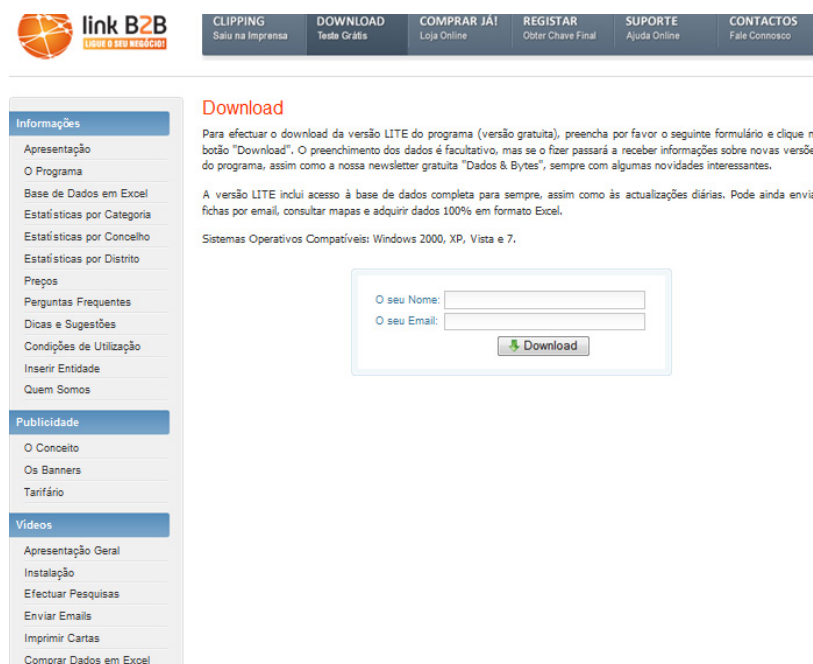 link B2B
LIGUE O SEU NEGÓCIO!
CLIPPING
Saiu na Imprensa
DOWNLOAD
Teste Grátis
COMPRAR JÁ!
Loja Online
REGISTAR
Obter Chave Final
SUPORTE
Ajuda Online
CONTACTOS
Fale Connosco
Informações
Apresentação
O Programa
Base de Dados em Excel
Estatísticas por Categoria
Estatísticas por Concelho
Estatísticas por Distrito
Preços
Perguntas Frequentes
Dicas e Sugestões
Condições de Utilização
Inserir Entidade
Quem Somos
Publicidade
O Conceito
Os Banners
Tarifário
Vídeos
Apresentação Geral
Instalação
Efectuar Pesquisas
Enviar Emails
Imprimir Cartas
Comprar Dados em Excel
Download
Para efectuar o download da versão LITE do programa (versão gratuita), preencha por favor o seguinte formulário e clique n
botão "Download". O preenchimento dos dados é facultativo, mas se o fizer passará a receber informações sobre novas versõe
do programa, assim como a nossa newsletter gratuita "Dados & Bytes", sempre com algumas novidades interessantes.
A versão LITE inclui acesso à base de dados completa para sempre, assim como às actualizações diárias. Pode ainda envia
fichas por email, consultar mapas e adquirir dados 100% em formato Excel.
Sistemas Operativos Compatíveis: Windows 2000, XP, Vista e 7.
O seu Nome:
O seu Email:
Download